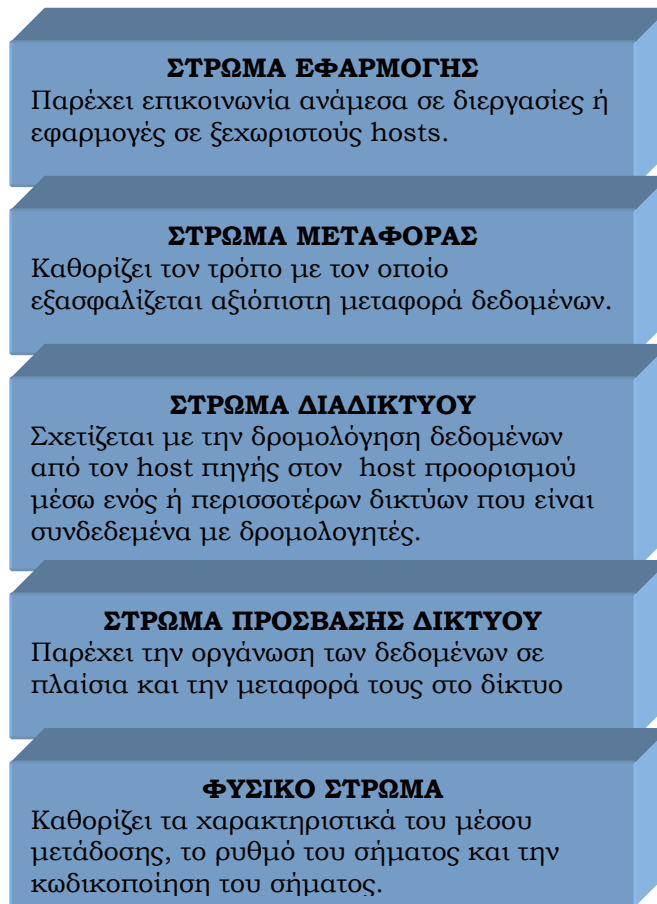 ΣΤΡΩΜΑ ΕΦΑΡΜΟΓΗΣ
Παρέχει επικοινωνία ανάμεσα σε διεργασίες ή
εφαρμογές σε ξεχωριστούς hosts.
ΣΤΡΩΜΑ ΜΕΤΑΦΟΡΑΣ
Καθορίζει τον τρόπο με τον οποίο
εξασφαλίζεται αξιόπιστη μεταφορά δεδομένων.
ΣΤΡΩΜΑ ΔΙΑΔΙΚΤΥΟΥ
Σχετίζεται με την δρομολόγηση δεδομένων
από τον host πηγής στον host προορισμού
μέσω ενός ή περισσοτέρων δικτύων που είναι
συνδεδεμένα με δρομολογητές.
ΣΤΡΩΜΑ ΠΡΟΣΒΑΣΗΣ ΔΙΚΤΥΟΥ
Παρέχει την οργάνωση των δεδομένων σε
πλαίσια και την μεταφορά τους στο δίκτυο
ΦΥΣΙΚΟ ΣΤΡΩΜΑ
Καθορίζει τα χαρακτηριστικά του μέσου
μετάδοσης, το ρυθμό του σήματος και την
κωδικοποίηση του σήματος.